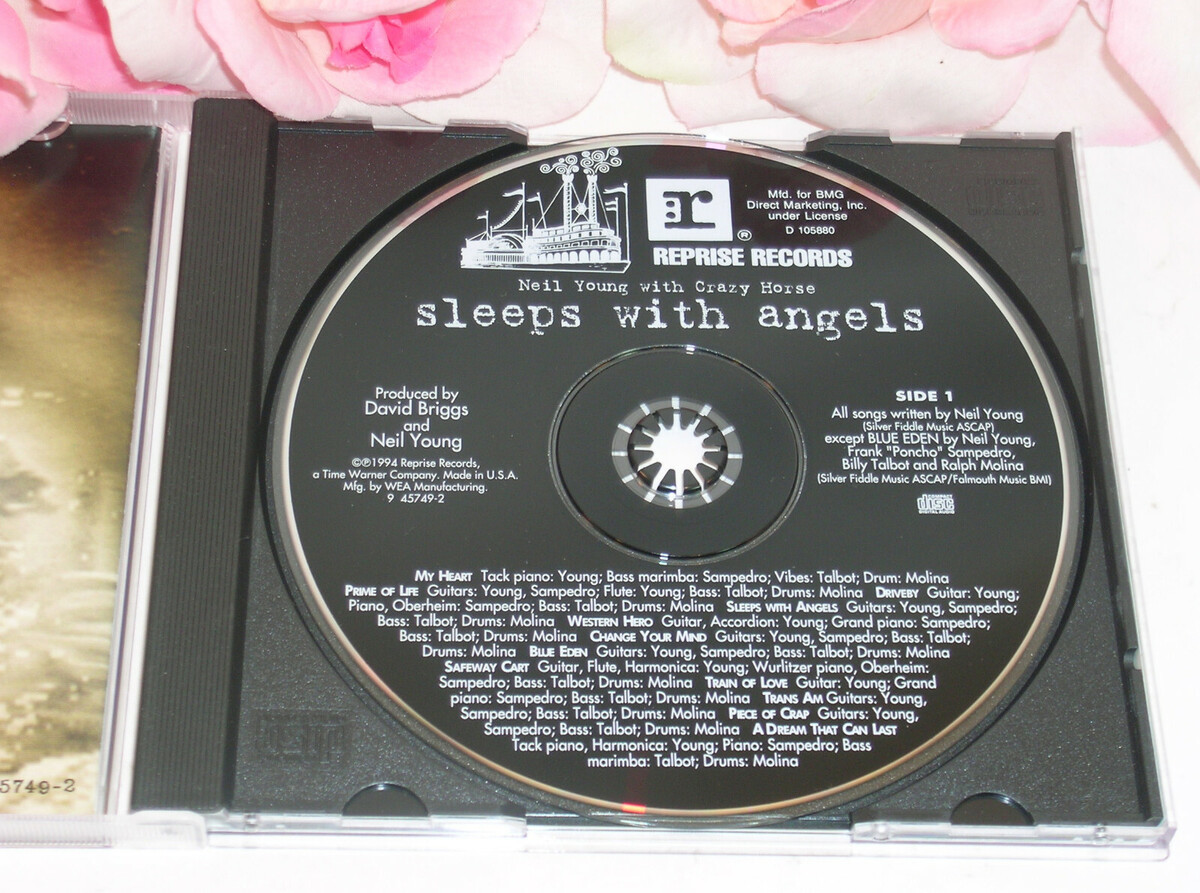 Mfd. for BMG
Direct Marketing, Inc.
under License
D 105880
r
®
REPRISE RECORDS
Neil Young with Crazy Horse
sleeps with angels
Produced by
David Briggs
and
Neil Young
©℗1994 Reprise Records,
a Time Warner Company. Made in U.S.A.
Mfg. by WEA Manufacturing.
9 45749-2
SIDE 1
All songs written by Neil Young
(Silver Fiddle Music ASCAP)
except BLUE EDEN by Neil Young,
Frank "Poncho" Sampedro,
Billy Talbot and Ralph Molina
(Silver Fiddle Music ASCAP/Falmouth Music BMI)
COMPACT
disc
DIGITAL AUDIO
MY HEART Tack piano: Young; Bass marimba: Sampedro; Vibes: Talbot; Drum: Molina
PRIME OF LIFE Guitars: Young, Sampedro; Flute: Young; Bass: Talbot; Drums: Molina DRIVEBY Guitar: Young;
Piano, Oberheim: Sampedro; Bass: Talbot; Drums: Molina SLEEPS WITH ANGELS Guitars: Young, Sampedro;
Bass: Talbot; Drums: Molina WESTERN HERO Guitar, Accordion: Young; Grand piano: Sampedro;
Bass: Talbot; Drums: Molina CHANGE YOUR MIND Guitars: Young, Sampedro; Bass: Talbot;
Drums: Molina BLUE EDEN Guitars: Young, Sampedro; Bass: Talbot; Drums: Molina
SAFEWAY CART Guitar, Flute, Harmonica: Young; Wurlitzer piano, Oberheim:
Sampedro; Bass: Talbot; Drums: Molina TRAIN OF LOVE Guitar: Young; Grand
piano: Sampedro; Bass: Talbot; Drums: Molina TRANS AM Guitars: Young,
Sampedro; Bass: Talbot; Drums: Molina PIECE OF CRAP Guitars: Young,
Sampedro; Bass: Talbot; Drums: Molina A DREAM THAT CAN LAST
Tack piano, Harmonica: Young; Piano: Sampedro; Bass
marimba: Talbot; Drums: Molina
5749-2